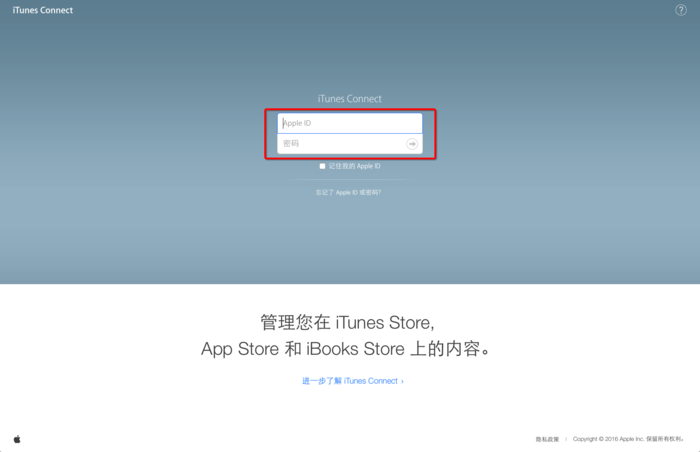 iTunes Connect
?
iTunes Connect
Apple ID
密码
记住我的 Apple ID
忘记了 Apple ID 或密码?
管理您在 iTunes Store,
App Store 和 iBooks Store 上的内容。
进一步了解 iTunes Connect ›
隐私政策 | Copyright © 2016 Apple Inc. 保留所有权利。